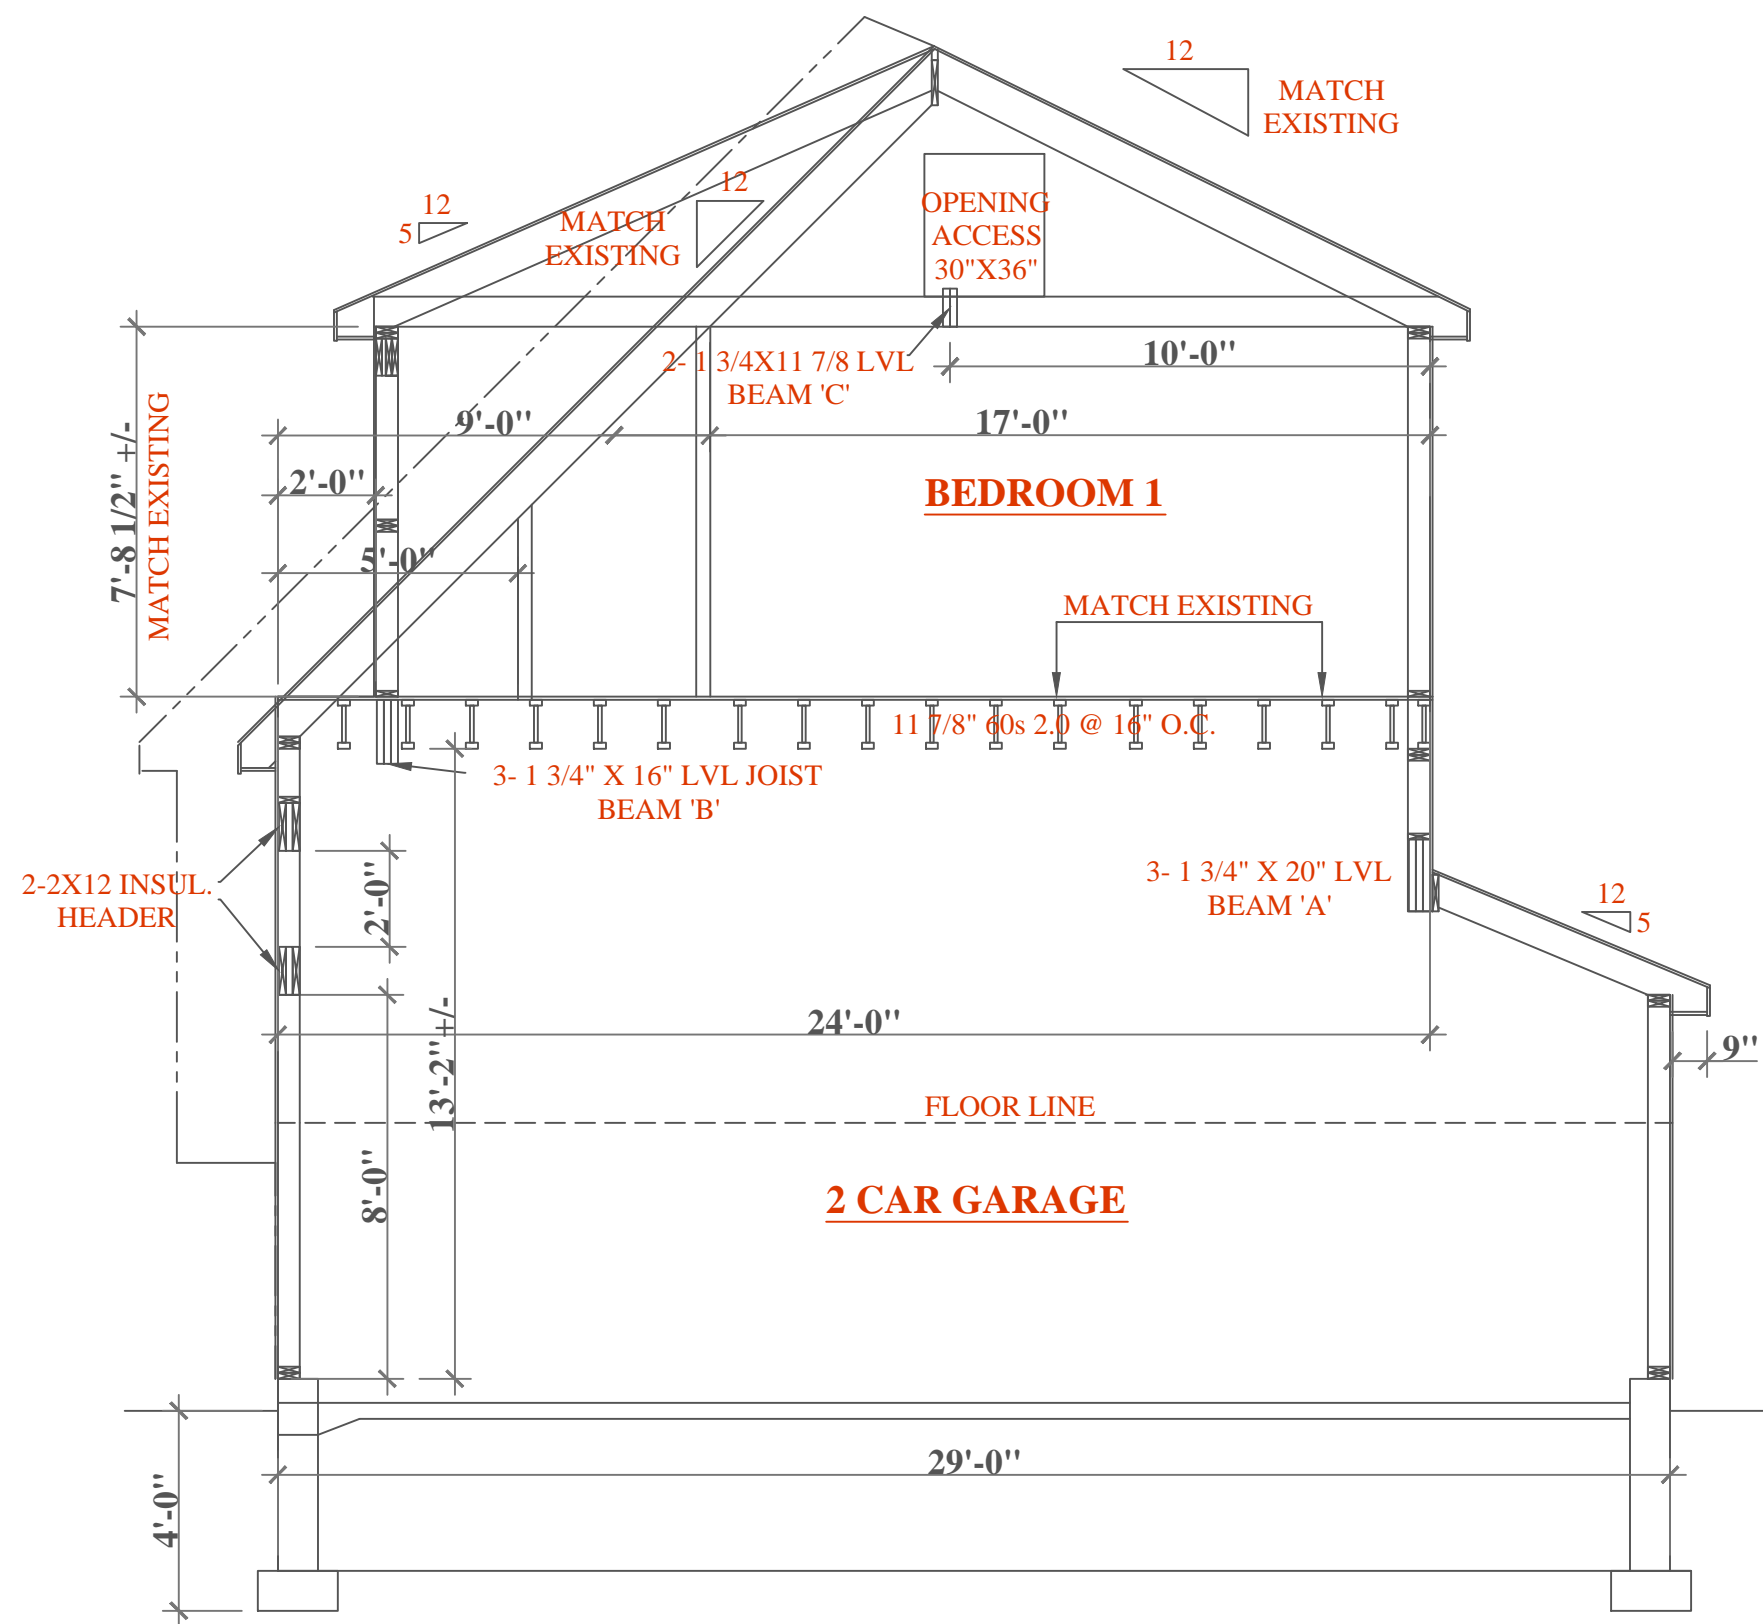 12
MATCH
EXISTING
12
5
12
MATCH
EXISTING
OPENING
ACCESS
30"X36"
2- 1 3/4X11 7/8 LVL
BEAM 'C'
10'-0"
9'-0"
17'-0"
7'-8 1/2" +/-
MATCH EXISTING
2'-0"
BEDROOM 1
5'-0"
MATCH EXISTING
11 7/8" 60s 2.0 @ 16" O.C.
3- 1 3/4" X 16" LVL JOIST
BEAM 'B'
2-2X12 INSUL.
HEADER
2'-0"
3- 1 3/4" X 20" LVL
BEAM 'A'
12
5
24'-0"
13'-2"+/-
9"
FLOOR LINE
8'-0"
2 CAR GARAGE
29'-0"
4'-0"